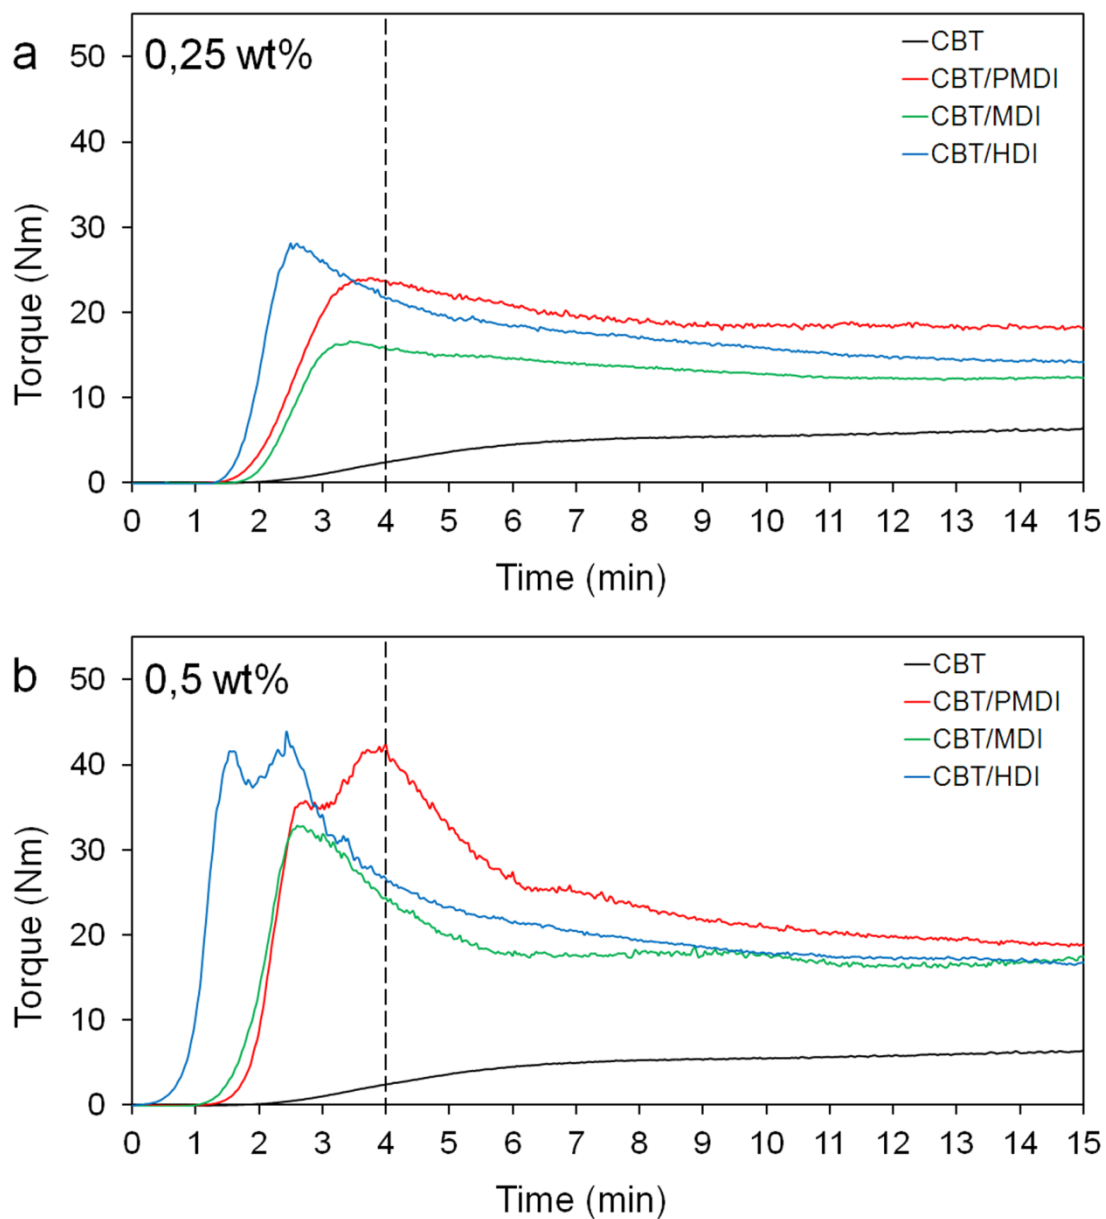 a
0,25 wt%
CBT
CBT/PMDI
CBT/MDI
CBT/HDI
50
40
30
20
10
0
Torque (Nm)
0 1 2 3 4 5 6 7 8 9 10 11 12 13 14 15
Time (min)
b
0,5 wt%
CBT
CBT/PMDI
CBT/MDI
CBT/HDI
50
40
30
20
10
0
Torque (Nm)
0 1 2 3 4 5 6 7 8 9 10 11 12 13 14 15
Time (min)